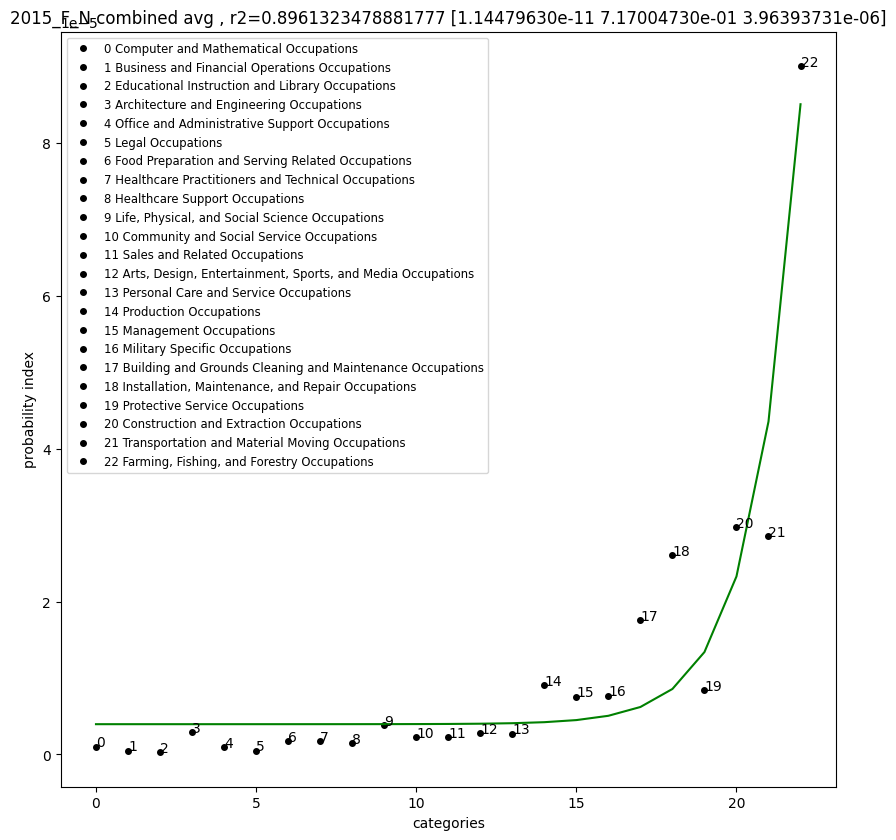 2015_F_N combined avg , r2=0.8961323478881777 [1.14479630e-11 7.17004730e-01 3.96393731e-06]
1e-5
0 Computer and Mathematical Occupations
1 Business and Financial Operations Occupations
2 Educational Instruction and Library Occupations
3 Architecture and Engineering Occupations
4 Office and Administrative Support Occupations
5 Legal Occupations
6 Food Preparation and Serving Related Occupations
7 Healthcare Practitioners and Technical Occupations
8 Healthcare Support Occupations
9 Life, Physical, and Social Science Occupations
10 Community and Social Service Occupations
11 Sales and Related Occupations
12 Arts, Design, Entertainment, Sports, and Media Occupations
13 Personal Care and Service Occupations
14 Production Occupations
15 Management Occupations
16 Military Specific Occupations
17 Building and Grounds Cleaning and Maintenance Occupations
18 Installation, Maintenance, and Repair Occupations
19 Protective Service Occupations
20 Construction and Extraction Occupations
21 Transportation and Material Moving Occupations
22 Farming, Fishing, and Forestry Occupations
probability index
8
6
4
2
0
0
1
2
3
4
5
6
7
8
9
10
11
12
13
14
15
16
17
18
19
20
21
22
0
5
10
15
20
categories